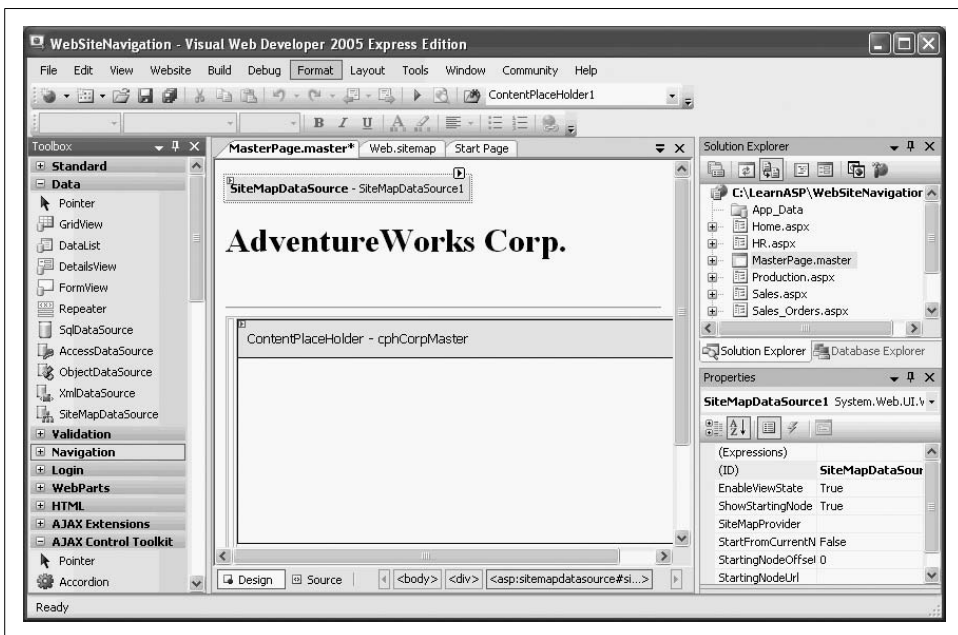 WebSiteNavigation - Visual Web Developer 2005 Express Edition
File Edit View Website Build Debug Format Layout Tools Window Community Help
ContentPlaceHolder1
B I U A
Toolbox
Standard
Data
Pointer
GridView
DataList
DetailsView
FormView
Repeater
SqlDataSource
AccessDataSource
ObjectDataSource
XmlDataSource
SiteMapDataSource
Validation
Navigation
Login
WebParts
HTML
AJAX Extensions
AJAX Control Toolkit
Pointer
Accordion
MasterPage.master* Web.sitemap Start Page
SiteMapDataSource - SiteMapDataSource1
AdventureWorks Corp.
ContentPlaceHolder - cphCorpMaster
Design Source <body> <div> <asp:sitemapdatasource#si...>
Solution Explorer
C:\LearnASP\WebSiteNavigation
App_Data
Home.aspx
HR.aspx
MasterPage.master
Production.aspx
Sales.aspx
Sales_Orders.aspx
Solution Explorer Database Explorer
Properties
SiteMapDataSource1 System.Web.UI.
(Expressions)
(ID) SiteMapDataSour
EnableViewState True
ShowStartingNode True
SiteMapProvider
StartFromCurrentN False
StartingNodeOffset 0
StartingNodeUrl
Ready